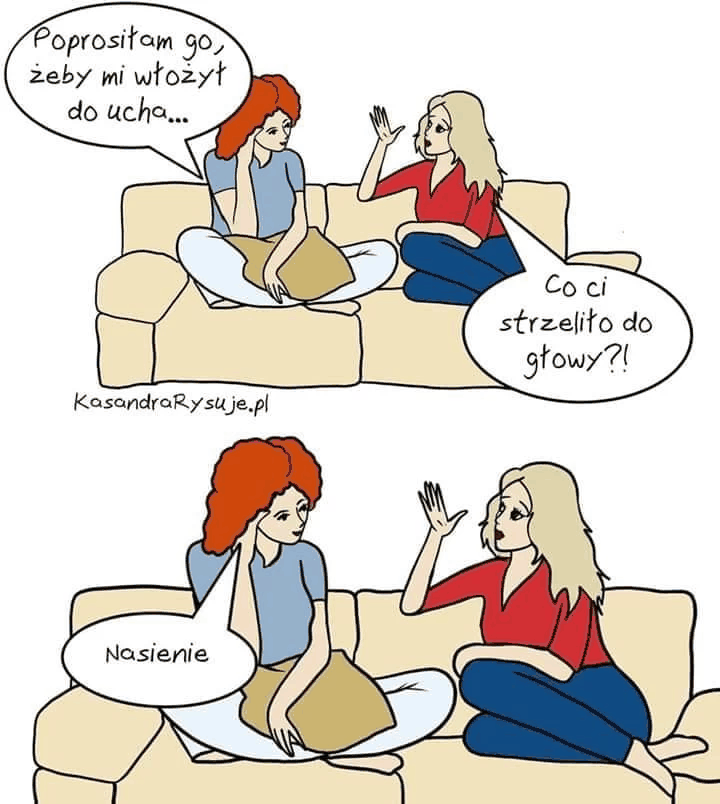 Poprosiłam go,
żeby mi włożył
do ucha...
Co ci
strzeliło do
głowy?!
KasandraRysuje.pl
Nasienie